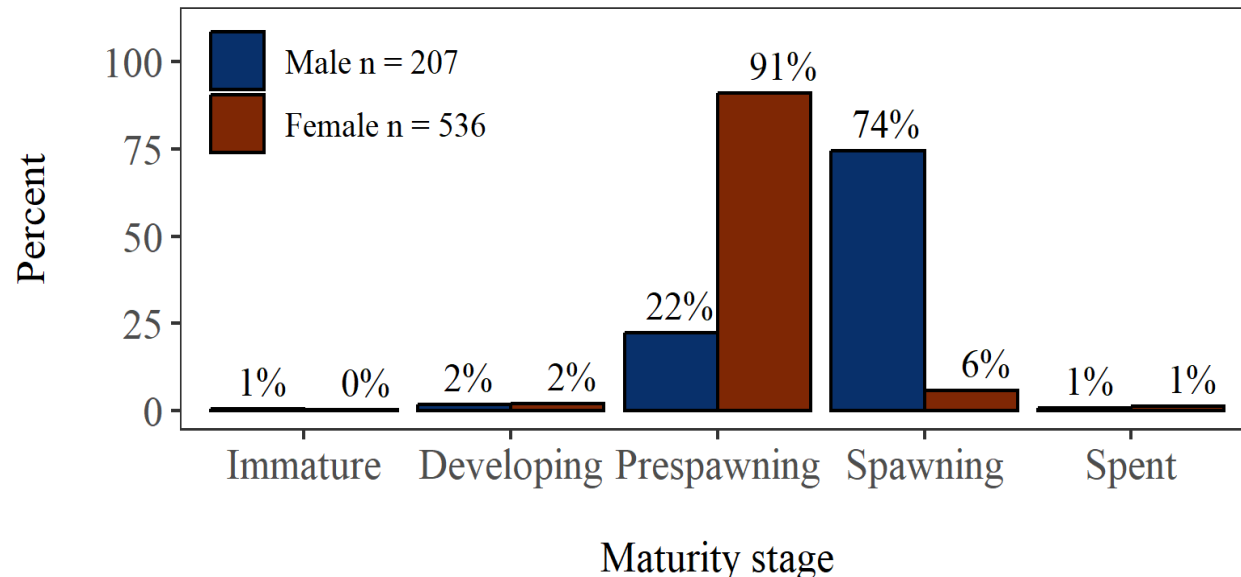 Male n = 207
Female n = 536
Percent
100
75
50
25
0
1%
0%
2%
2%
22%
91%
74%
6%
1%
1%
Immature
Developing
Prespawning
Spawning
Spent
Maturity stage